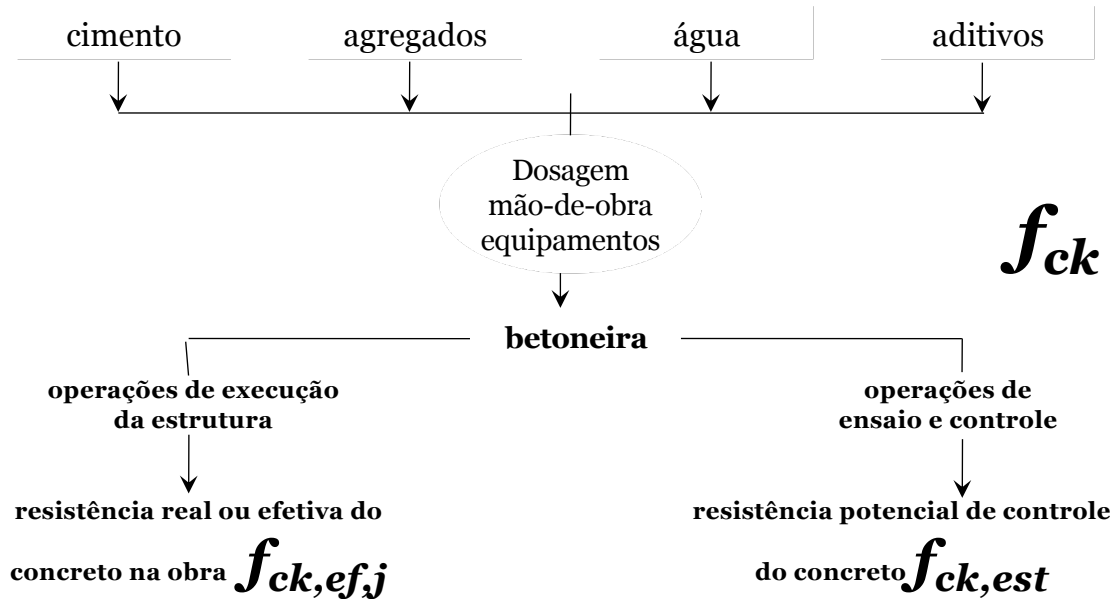 cimento
agregados
água
aditivos
Dosagem
mão-de-obra
equipamentos
fck
betoneira
operações de execução
da estrutura
operações de
ensaio e controle
resistência real ou efetiva do
concreto na obra fck,ef,j
resistência potencial de controle
do concreto fck,est